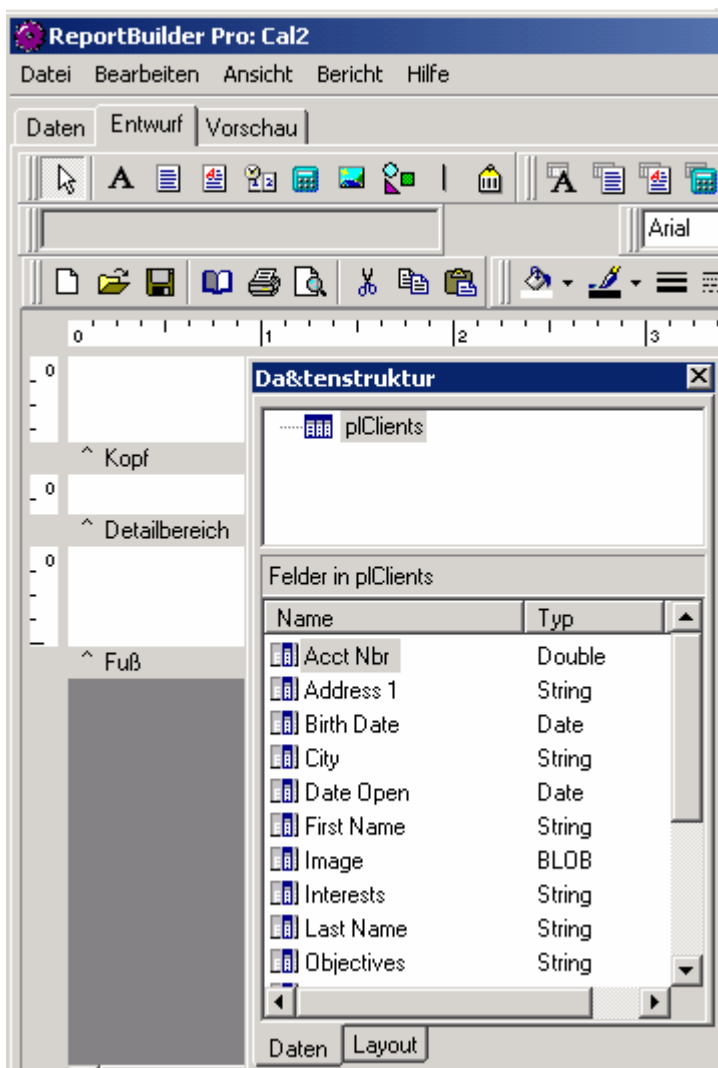 ReportBuilder Pro: Cal2
Datei Bearbeiten Ansicht Bericht Hilfe
Daten Entwurf Vorschau
Arial
0 1 2 3
0
Da&tenstruktur
plClients
^ Kopf
0
^ Detailbereich
0
Felder in plClients
Name Typ
^ Fuß
Acct Nbr Double
Address 1 String
Birth Date Date
City String
Date Open Date
First Name String
Image BLOB
Interests String
Last Name String
Objectives String
Daten Layout